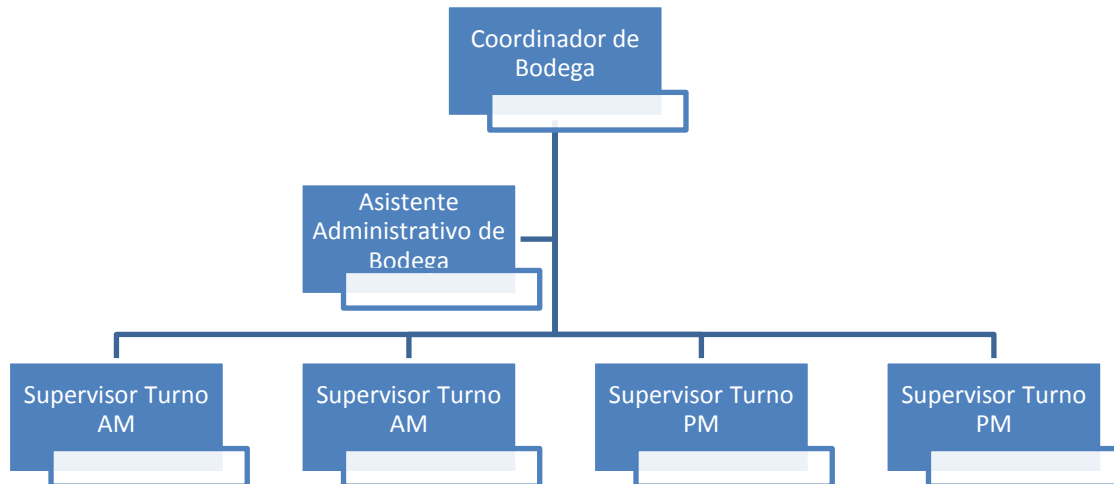 Coordinador de
Bodega
Asistente
Administrativo de
Bodega
Supervisor Turno
AM
Supervisor Turno
AM
Supervisor Turno
PM
Supervisor Turno
PM